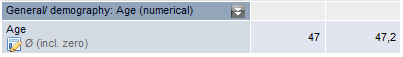 General/ demography: Age (numerical)
Age
Ø (incl. zero) 47 47,2